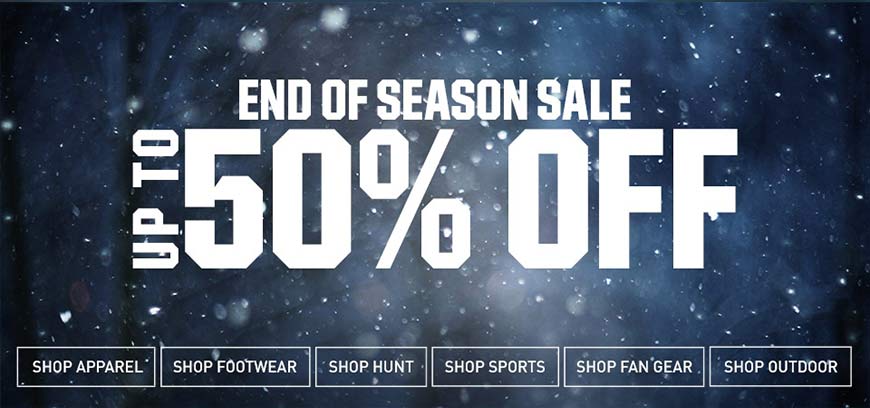 END OF SEASON SALE
UP TO
50% OFF
SHOP APPAREL
SHOP FOOTWEAR
SHOP HUNT
SHOP SPORTS
SHOP FAN GEAR
SHOP OUTDOOR